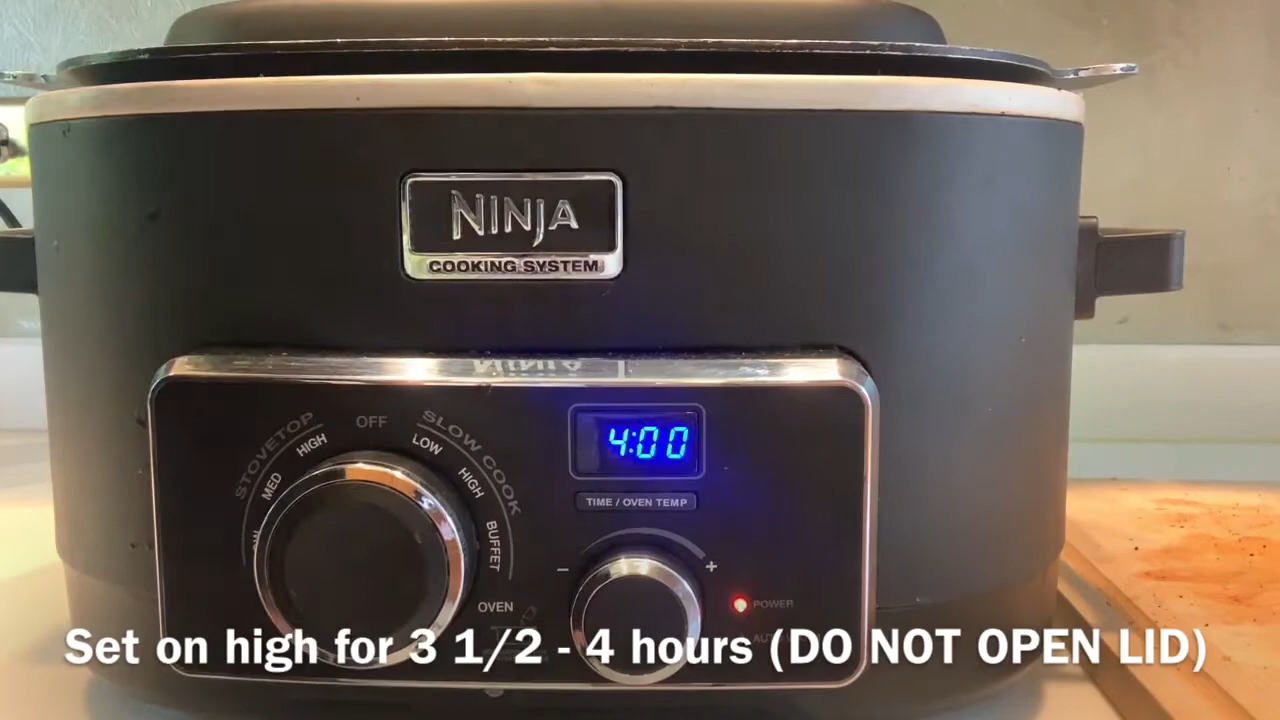 NINJA
COOKING SYSTEM
STOVETOP
OFF
SLOW COOK
HIGH
LOW
MED
HIGH
4:00
TIME / OVEN TEMP
BUFFET
OVEN
- +
POWER
Set on high for 3 1/2 - 4 hours (DO NOT OPEN LID)